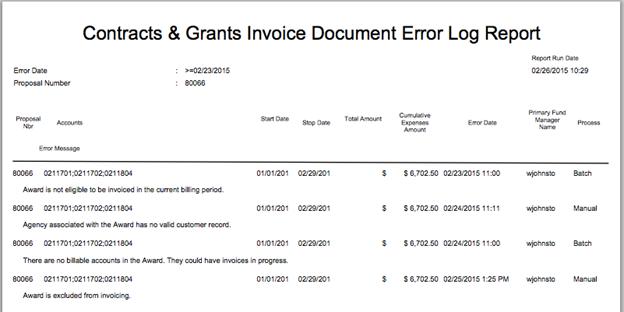 Contracts & Grants Invoice Document Error Log Report
Report Run Date
Error Date : >=02/23/2015 02/26/2015 10:29
Proposal Number : 80066
Proposal Nbr Accounts Start Date Stop Date Total Amount Cumulative Expenses Amount Error Date Primary Fund Manager Name Process
Error Message
80066 0211701;0211702;0211804 01/01/201 02/29/201 $ $ 6,702.50 02/23/2015 11:00 wjohnsto Batch
Award is not eligible to be invoiced in the current billing period.
80066 0211701;0211702;0211804 01/01/201 02/29/201 $ $ 6,702.50 02/24/2015 11:11 wjohnsto Manual
Agency associated with the Award has no valid customer record.
80066 0211701;0211702;0211804 01/01/201 02/29/201 $ $ 6,702.50 02/24/2015 11:00 wjohnsto Batch
There are no billable accounts in the Award. They could have invoices in progress.
80066 0211701;0211702;0211804 01/01/201 02/29/201 $ $ 6,702.50 02/25/2015 1:25 PM wjohnsto Manual
Award is excluded from invoicing.